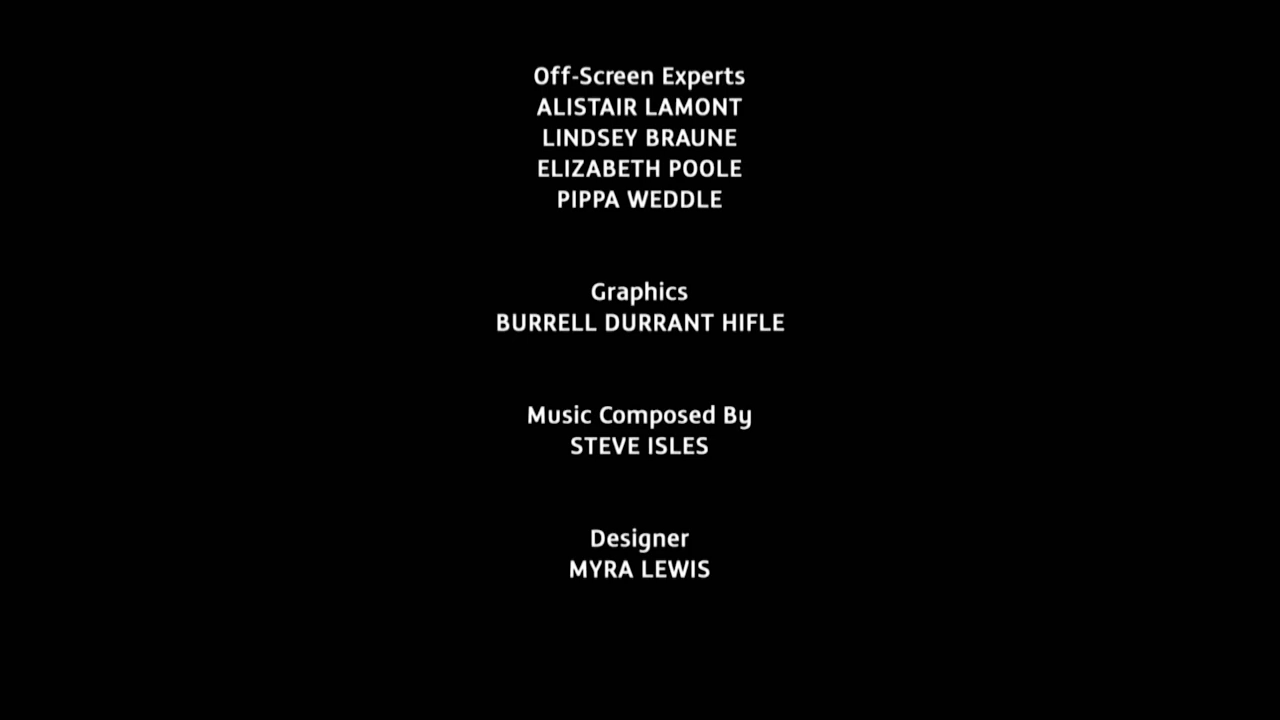 Off-Screen Experts
ALISTAIR LAMONT
LINDSEY BRAUNE
ELIZABETH POOLE
PIPPA WEDDLE
Graphics
BURRELL DURRANT HIFLE
Music Composed By
STEVE ISLES
Designer
MYRA LEWIS